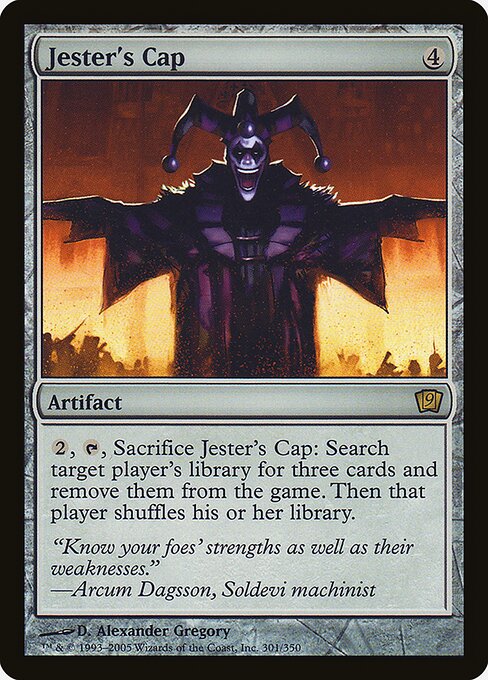 Jester's Cap 4
Artifact 9
2, , Sacrifice Jester's Cap: Search
target player's library for three cards and
remove them from the game. Then that
player shuffles his or her library.
“Know your foes' strengths as well as their
weaknesses.”
—Arcum Dagsson, Soldevi machinist
D. Alexander Gregory
™ & © 1993–2005 Wizards of the Coast, Inc. 301/350